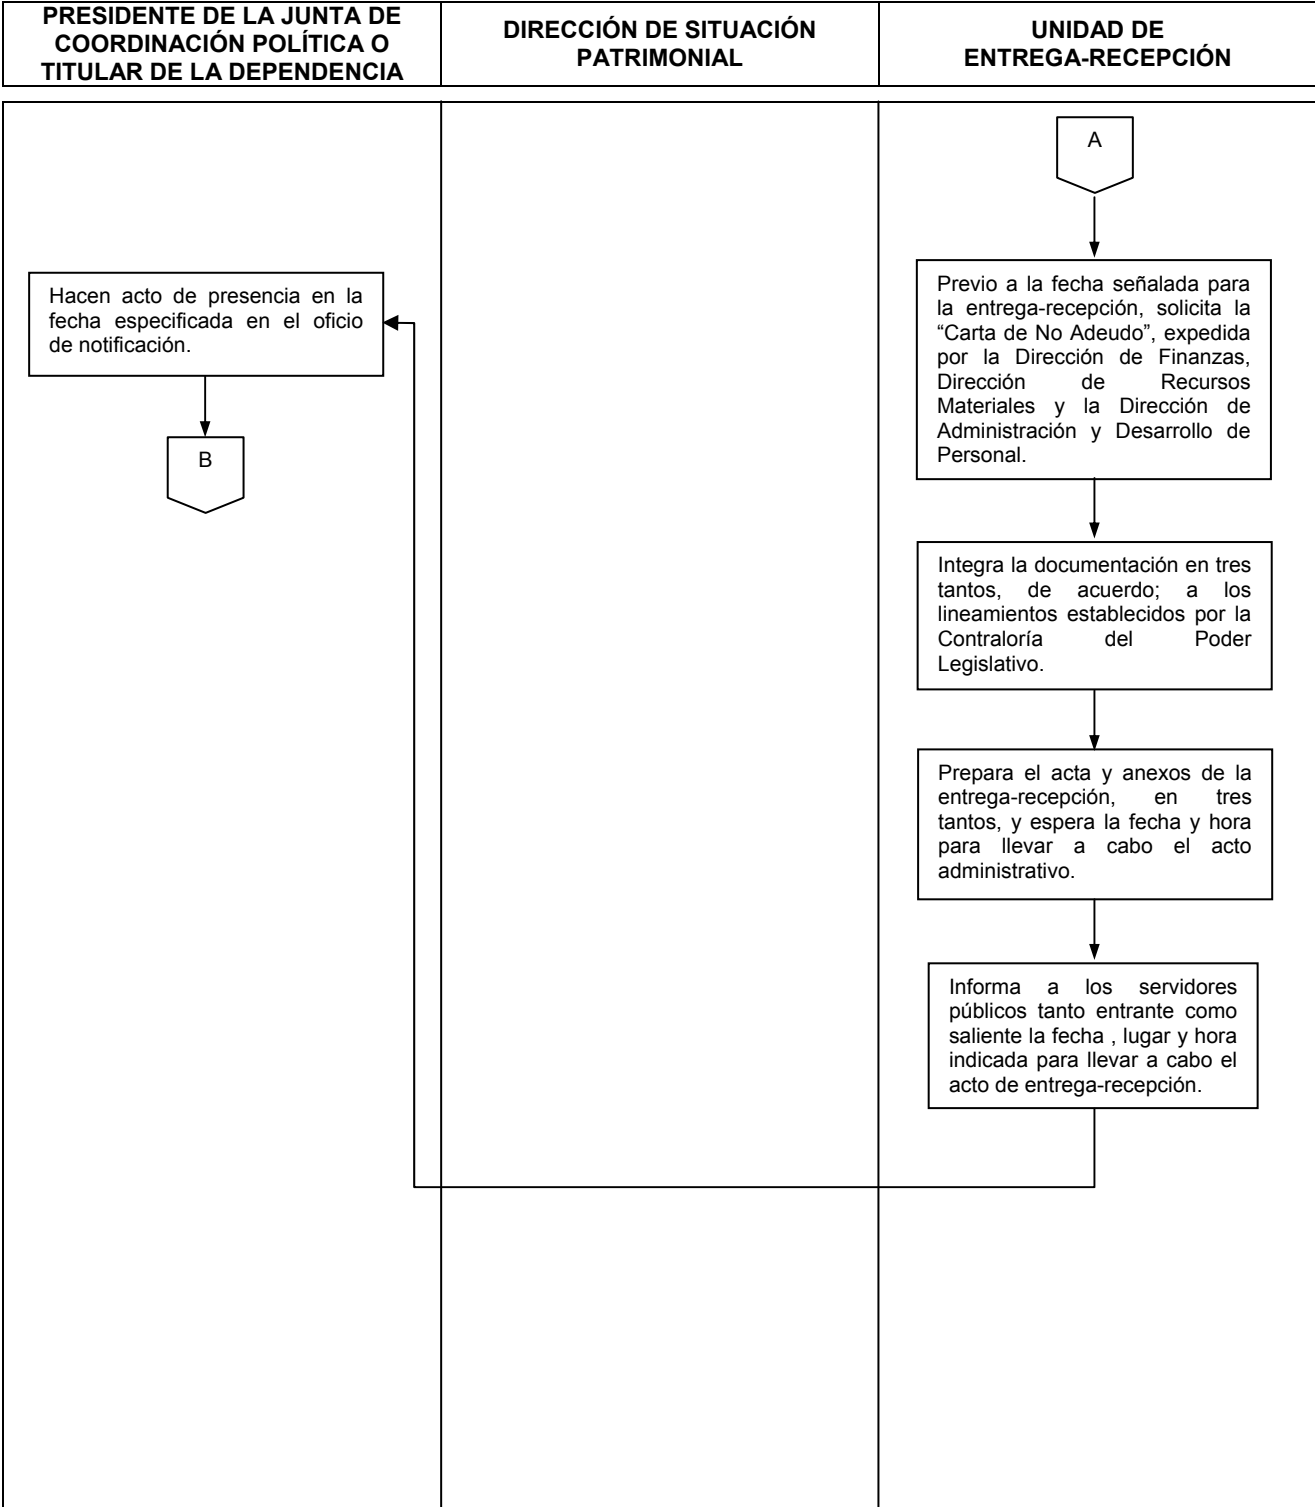 PRESIDENTE DE LA JUNTA DE
COORDINACIÓN POLÍTICA O
TITULAR DE LA DEPENDENCIA
DIRECCIÓN DE SITUACIÓN
PATRIMONIAL
UNIDAD DE
ENTREGA-RECEPCIÓN
A
Previo a la fecha señalada para
la entrega-recepción, solicita la
“Carta de No Adeudo”, expedida
por la Dirección de Finanzas,
Dirección de Recursos
Materiales y la Dirección de
Administración y Desarrollo de
Personal.
Integra la documentación en tres
tantos, de acuerdo; a los
lineamientos establecidos por la
Contraloría del Poder
Legislativo.
Prepara el acta y anexos de la
entrega-recepción, en tres
tantos, y espera la fecha y hora
para llevar a cabo el acto
administrativo.
Informa a los servidores
públicos tanto entrante como
saliente la fecha , lugar y hora
indicada para llevar a cabo el
acto de entrega-recepción.
Hacen acto de presencia en la
fecha especificada en el oficio
de notificación.
B